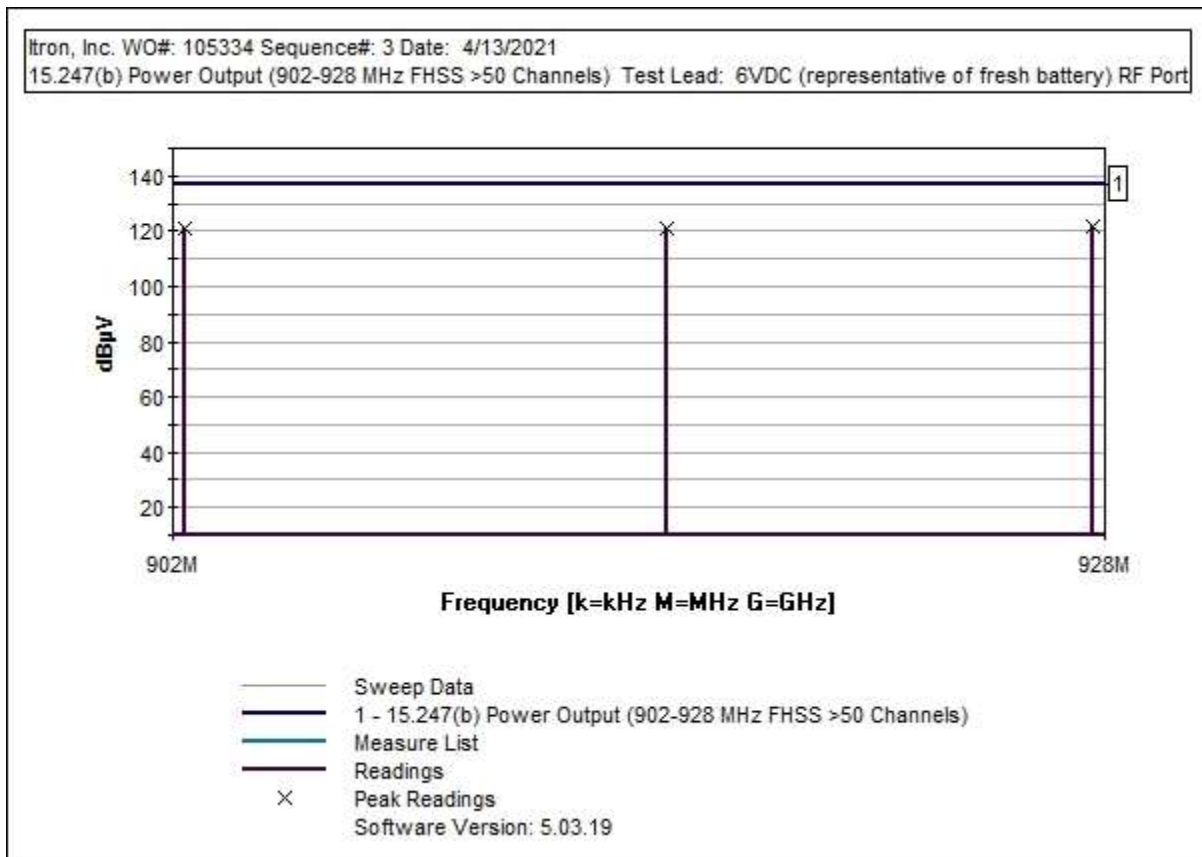 Itron, Inc. WO#: 105334 Sequence#: 3 Date: 4/13/2021
15.247(b) Power Output (902-928 MHz FHSS >50 Channels) Test Lead: 6VDC (representative of fresh battery) RF Port
140
120
100
80
60
40
20
dBµV
1
902M
928M
Frequency [k=kHz M=MHz G=GHz]
Sweep Data
1 - 15.247(b) Power Output (902-928 MHz FHSS >50 Channels)
Measure List
Readings
Peak Readings
Software Version: 5.03.19